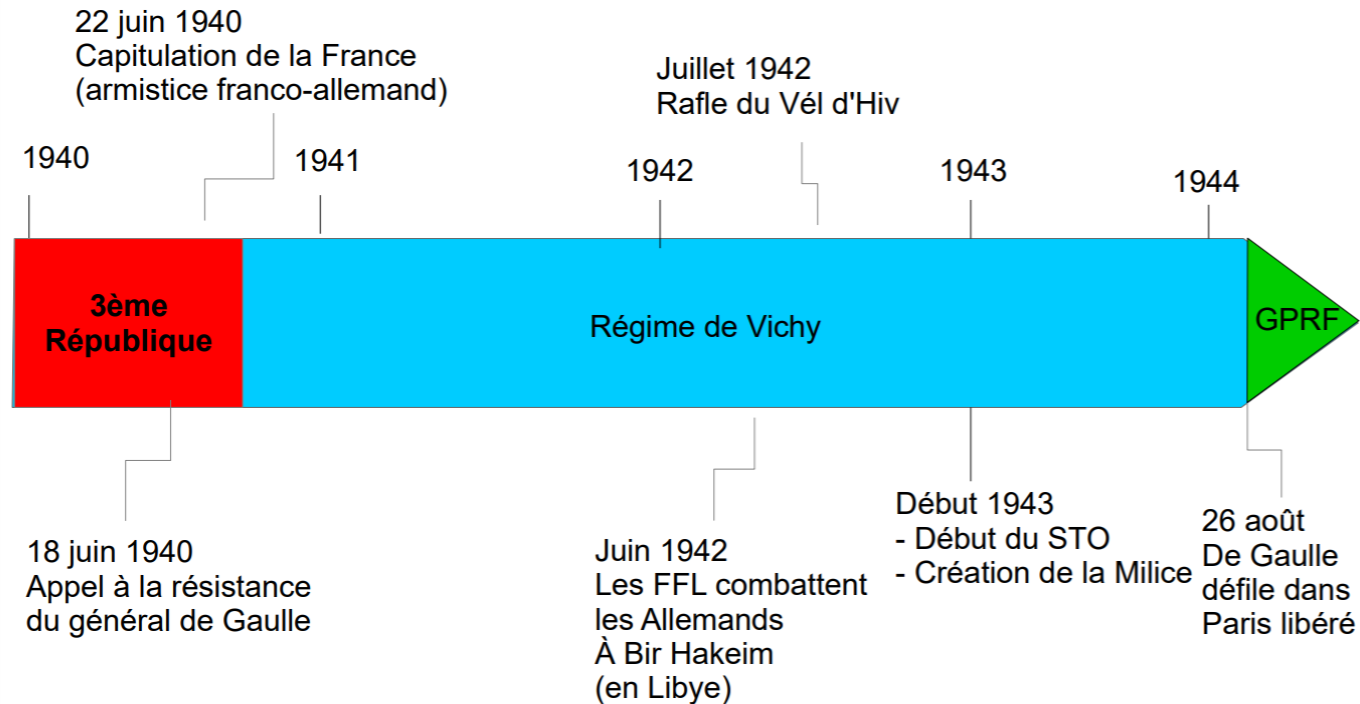 22 juin 1940
Capitulation de la France
(armistice franco-allemand)
Juillet 1942
Rafle du Vél d'Hiv
1940
1941
1942
1943
1944
3ème
République
Régime de Vichy
GPRF
18 juin 1940
Appel à la résistance
du général de Gaulle
Juin 1942
Les FFL combattent
les Allemands
À Bir Hakeim
(en Libye)
Début 1943
- Début du STO
- Création de la Milice
26 août
De Gaulle
défile dans
Paris libéré